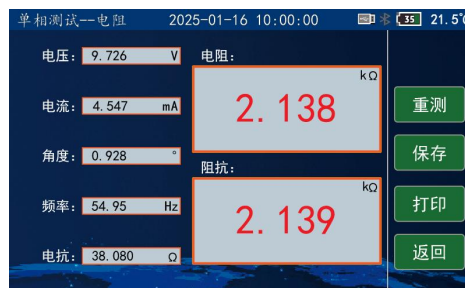 单相测试--电阻 2025-01-16 10:00:00 35 21.5°
电压: 9.726 V
电流: 4.547 mA
角度: 0.928 °
频率: 54.95 Hz
电抗: 38.080 Ω
电阻:
kΩ
2.138
阻抗:
kΩ
2.139
重测
保存
打印
返回